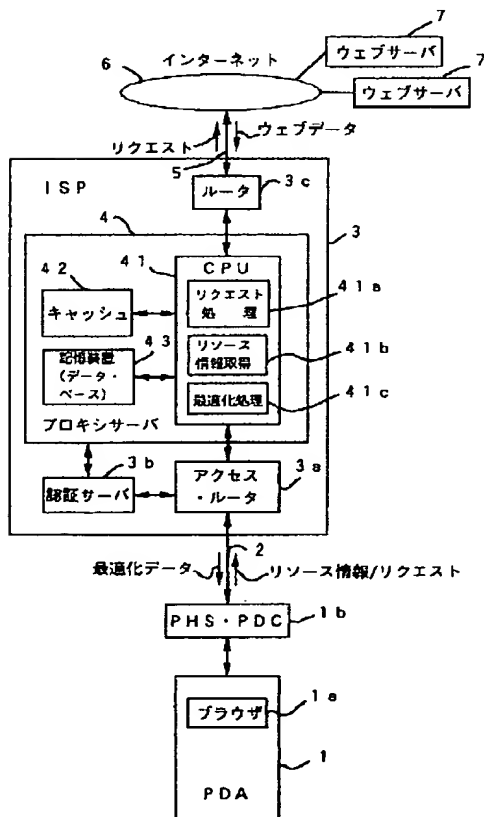 7
インターネット
ウェブサーバ
6
7
ウェブサーバ
リクエスト
ウェブデータ
5
ISP
ルータ
3c
4
3
41
CPU
42
リクエスト
処理
41a
キャッシュ
リソース
情報取得
41b
43
記憶装置
(データ・
ベース)
最適化処理
41c
プロキシサーバ
3b
認証サーバ
アクセス
・ルータ
3a
2
最適化データ
リソース情報/リクエスト
PHS・PDC
1b
ブラウザ
1a
1
PDA